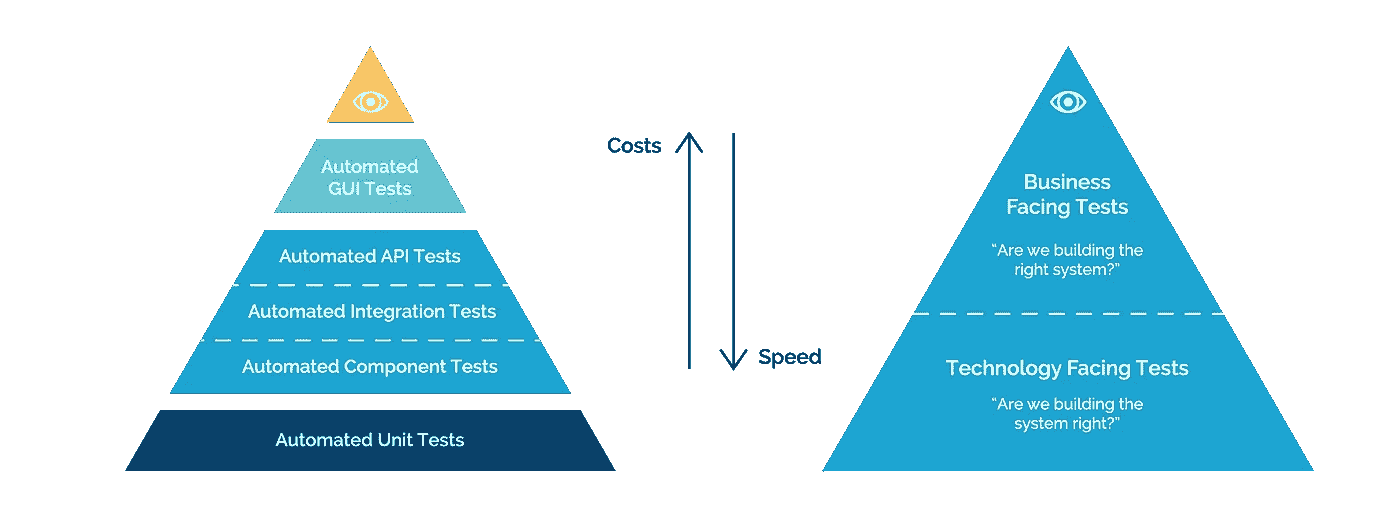 Automated
GUI Tests
Automated API Tests
Automated Integration Tests
Automated Component Tests
Automated Unit Tests
Costs
Speed
Business
Facing Tests
“Are we building the
right system?”
Technology Facing Tests
“Are we building the
system right?”